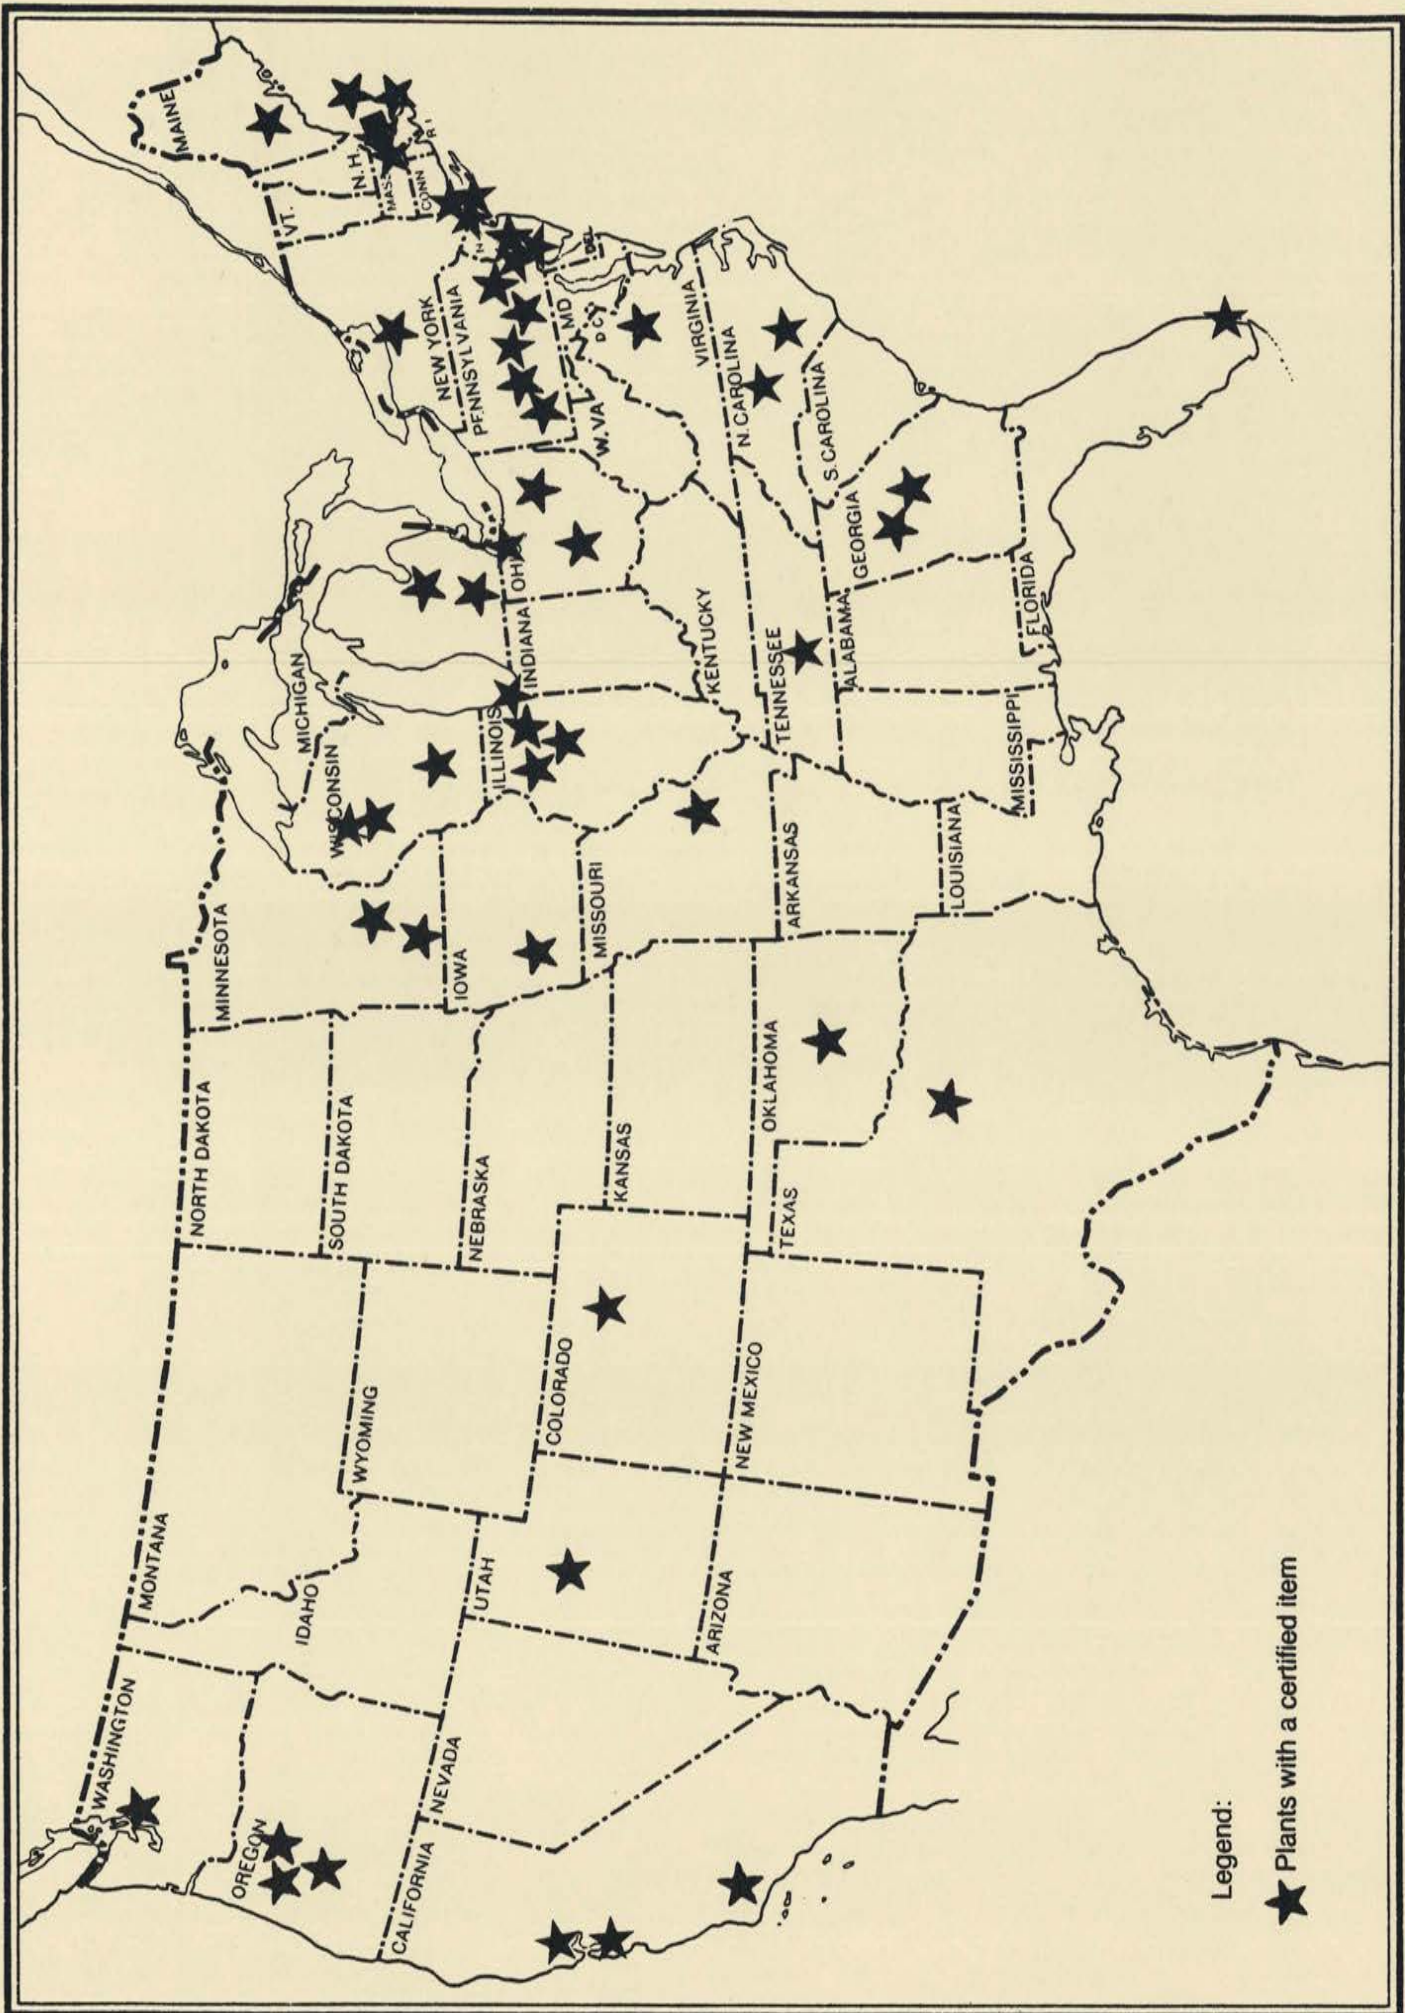 WASHINGTON
MONTANA
NORTH DAKOTA
MINNESOTA
MICHIGAN
MAINE
VT.
N.H.
MASS
CONN
R I
OREGON
IDAHO
WYOMING
SOUTH DAKOTA
WISCONSIN
NEW YORK
PENNSYLVANIA
CALIFORNIA
NEVADA
UTAH
COLORADO
NEBRASKA
IOWA
ILLINOIS
INDIANA
OHIO
MD
DEL
D C
W.VA
VIRGINIA
KANSAS
MISSOURI
KENTUCKY
N. CAROLINA
ARIZONA
NEW MEXICO
TEXAS
OKLAHOMA
ARKANSAS
TENNESSEE
S. CAROLINA
ALABAMA
GEORGIA
LOUISIANA
MISSISSIPPI
FLORIDA
Legend:
Plants with a certified item